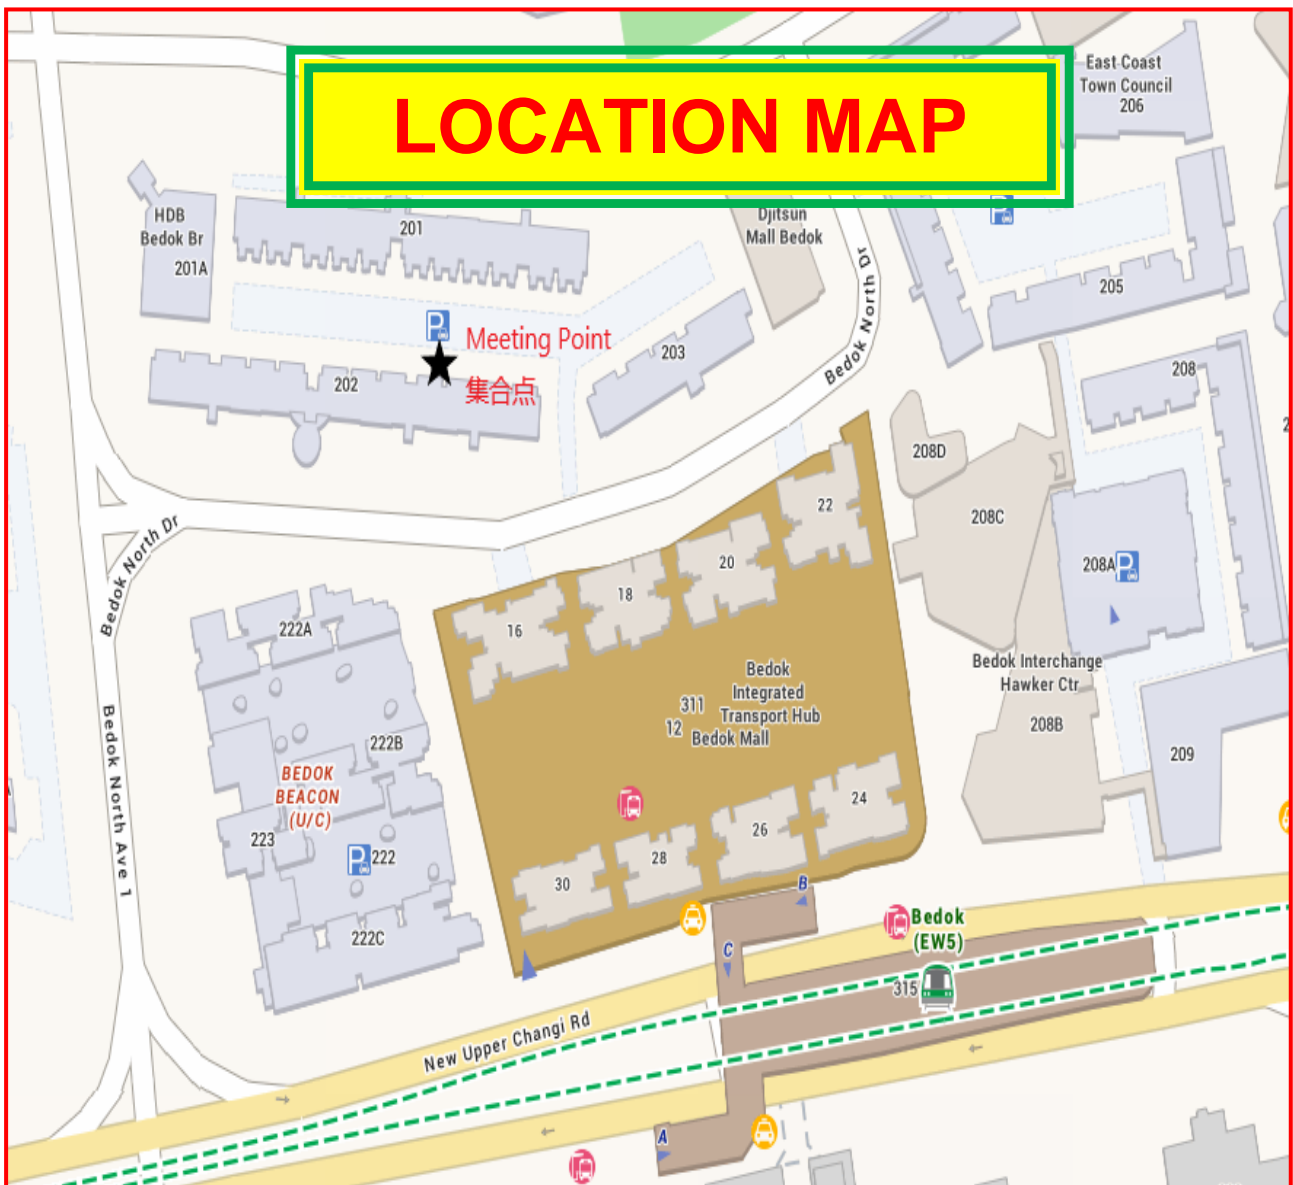 LOCATION MAP
East Coast
Town Council
206
HDB
Bedok Br
201A
201
Djitsun
Mall Bedok
P
Bedok North Dr
205
P
Meeting Point
集合点
202
203
208
208D
22
208C
20
208A
P
18
16
Bedok North Dr
222A
Bedok Interchange
Hawker Ctr
208B
Bedok
Integrated
Transport Hub
311
12
Bedok Mall
209
Bedok North Ave 1
222B
BEDOK
BEACON
(U/C)
223
P
222
24
26
28
30
B
222C
C
Bedok
(EW5)
315
New Upper Changi Rd
A